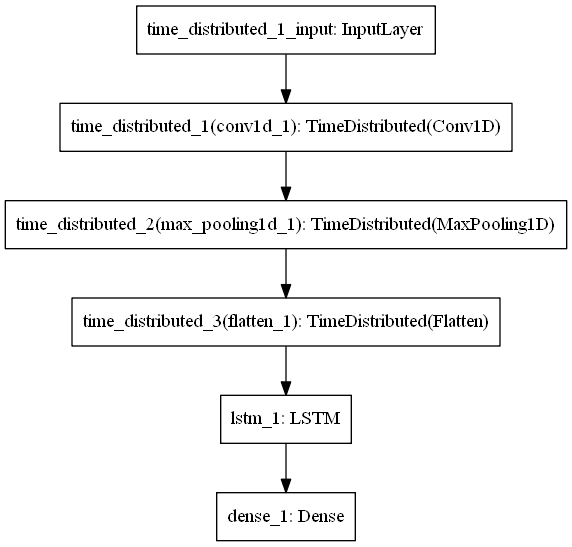 time_distributed_1_input: InputLayer
time_distributed_1(conv1d_1): TimeDistributed(Conv1D)
time_distributed_2(max_pooling1d_1): TimeDistributed(MaxPooling1D)
time_distributed_3(flatten_1): TimeDistributed(Flatten)
lstm_1: LSTM
dense_1: Dense